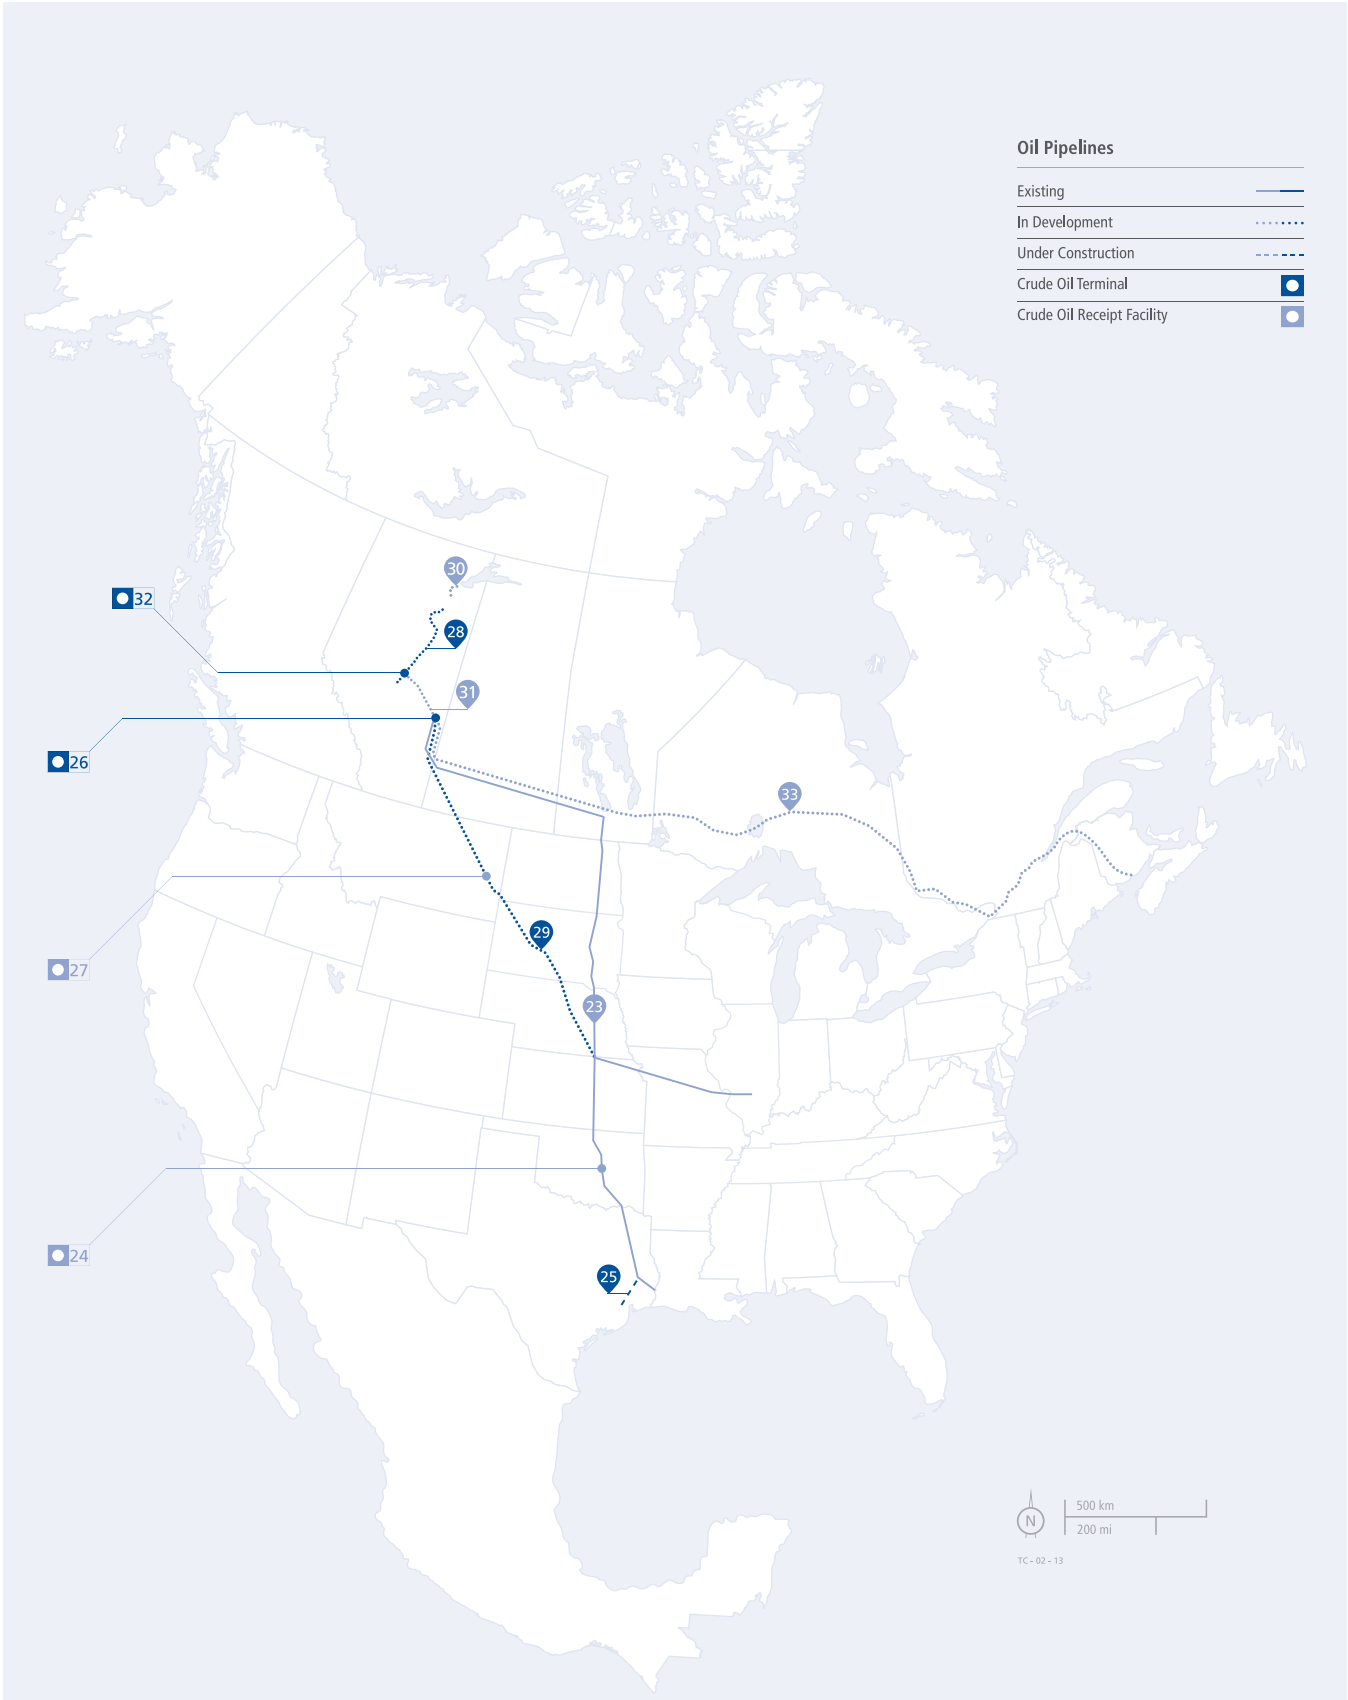 Oil Pipelines
Existing
In Development
Under Construction
Crude Oil Terminal
Crude Oil Receipt Facility
30
32
28
31
26
33
27
29
23
24
25
500 km
N
200 mi
TC - 02 - 13